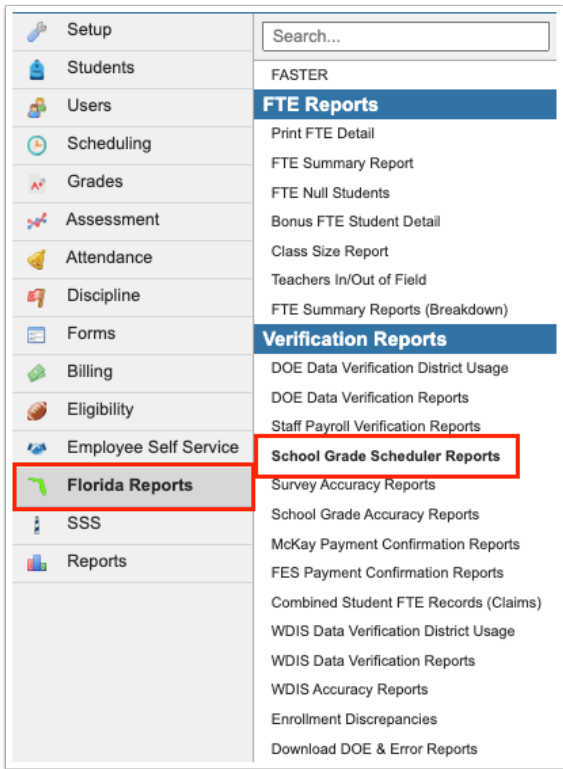 Setup
Students
Users
Scheduling
A+
Grades
Assessment
Attendance
Discipline
Forms
Billing
Eligibility
Employee Self Service
Florida Reports
SSS
Reports
Search...
FASTER
FTE Reports
Print FTE Detail
FTE Summary Report
FTE Null Students
Bonus FTE Student Detail
Class Size Report
Teachers In/Out of Field
FTE Summary Reports (Breakdown)
Verification Reports
DOE Data Verification District Usage
DOE Data Verification Reports
Staff Payroll Verification Reports
School Grade Scheduler Reports
Survey Accuracy Reports
School Grade Accuracy Reports
McKay Payment Confirmation Reports
FES Payment Confirmation Reports
Combined Student FTE Records (Claims)
WDIS Data Verification District Usage
WDIS Data Verification Reports
WDIS Accuracy Reports
Enrollment Discrepancies
Download DOE & Error Reports